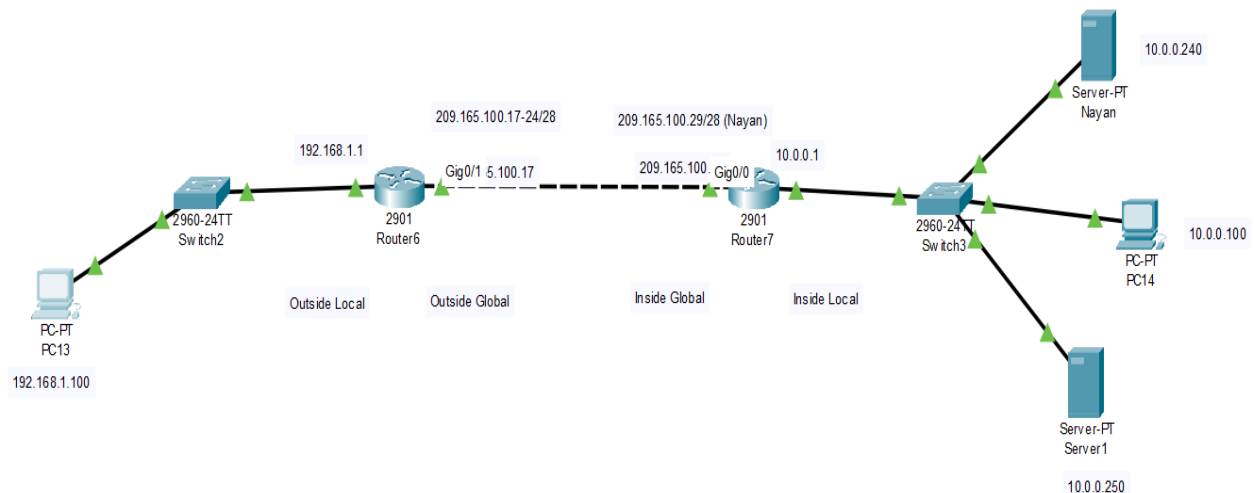 10.0.0.240
Server-PT
Nayan
209.165.100.17-24/28
209.165.100.29/28 (Nayan)
192.168.1.1
10.0.0.1
Gig0/1 5.100.17
209.165.100. Gig0/0
2960-24TT
Switch2
2901
Router6
2901
Router7
2960-24TT
Switch3
10.0.0.100
PC-PT
PC14
Outside Local
Outside Global
Inside Global
Inside Local
PC-PT
PC13
192.168.1.100
Server-PT
Server1
10.0.0.250